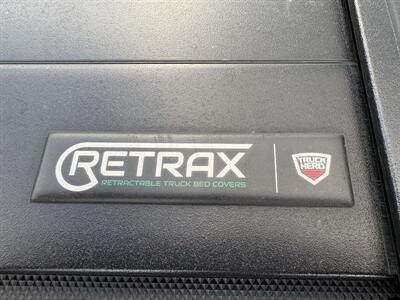 RETRAX
RETRACTABLE TRUCK BED COVERS
TRUCK
HERO